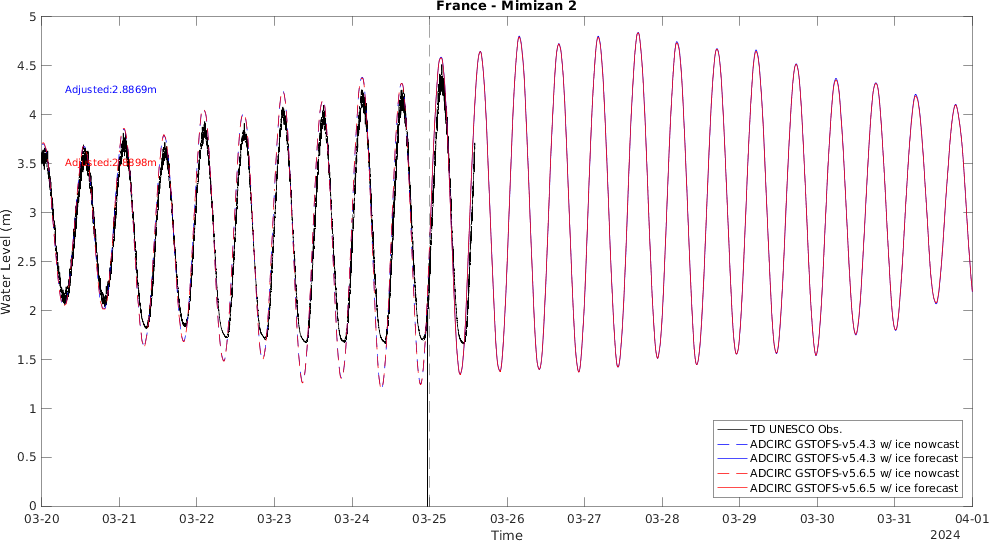 France - Mimizan 2
5
4.5
4
3.5
3
2.5
2
1.5
1
0.5
0
Water Level (m)
Adjusted:2.8869m
Adjusted:2.8398m
TD UNESCO Obs.
ADCIRC GSTOFS-v5.4.3 w/ ice nowcast
ADCIRC GSTOFS-v5.4.3 w/ ice forecast
ADCIRC GSTOFS-v5.6.5 w/ ice nowcast
ADCIRC GSTOFS-v5.6.5 w/ ice forecast
03-20 03-21 03-22 03-23 03-24 03-25 03-26 03-27 03-28 03-29 03-30 03-31 04-01
Time
2024